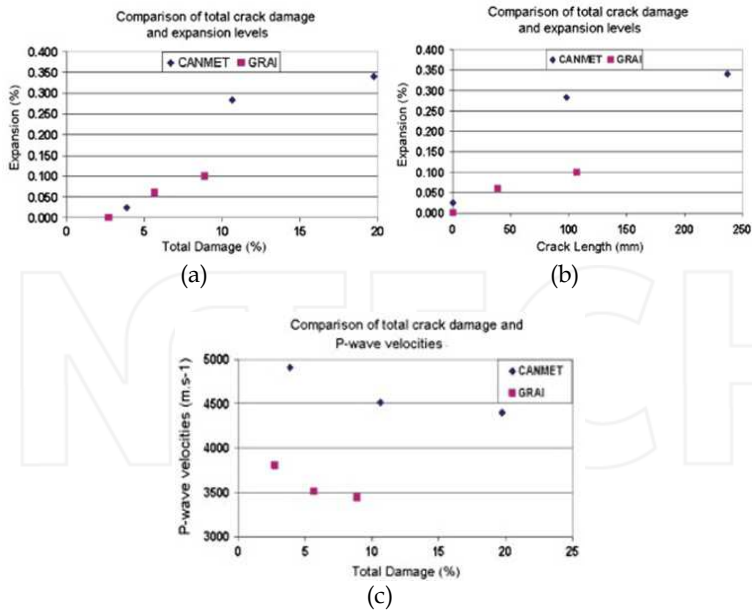 Comparison of total crack damage
and expansion levels
CANMET GRAI
Expansion (%)
0.400
0.350
0.300
0.250
0.200
0.150
0.100
0.050
0.000
0 5 10 15 20
Total Damage (%)
(a)
Comparison of total crack damage
and expansion levels
CANMET GRAI
Expansion (%)
0.400
0.350
0.300
0.250
0.200
0.150
0.100
0.050
0.000
0 50 100 150 200 250
Crack Length (mm)
(b)
Comparison of total crack damage and
P-wave velocities
CANMET
GRAI
P-wave velocities (m.s-1)
5000
4500
4000
3500
3000
0 5 10 15 20 25
Total Damage (%)
(c)